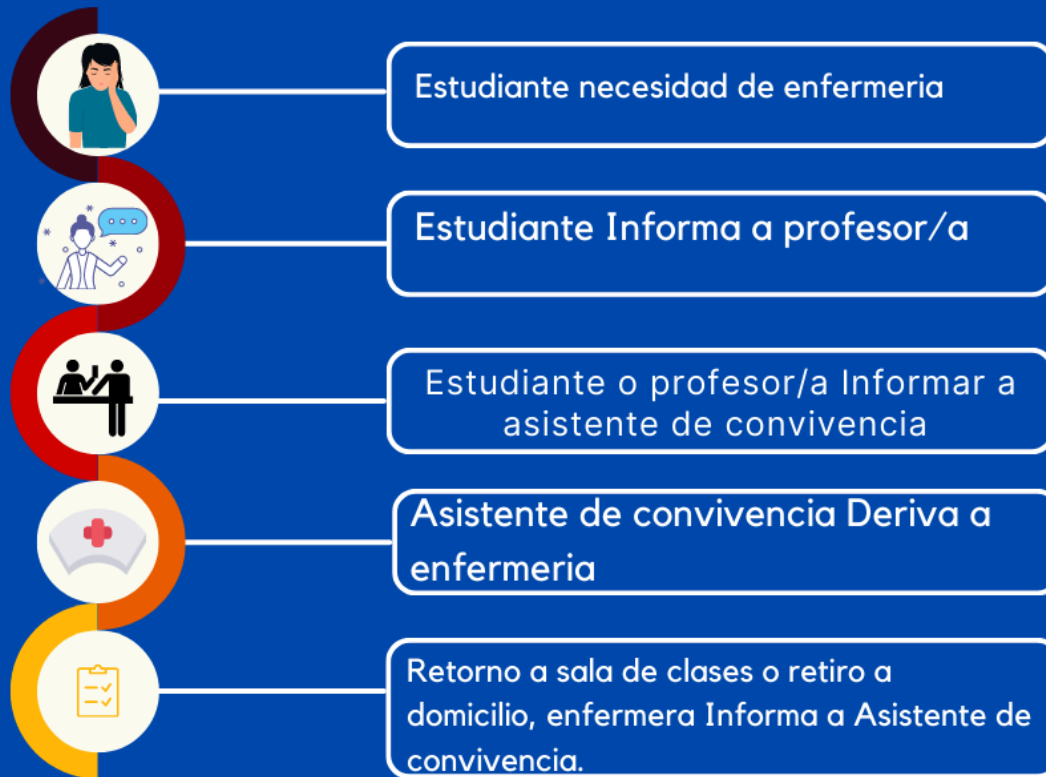 Estudiante necesidad de enfermeria
Estudiante Informa a profesor/a
Estudiante o profesor/a Informar a
asistente de convivencia
Asistente de convivencia Deriva a
enfermeria
Retorno a sala de clases o retiro a
domicilio, enfermera Informa a Asistente de
convivencia.